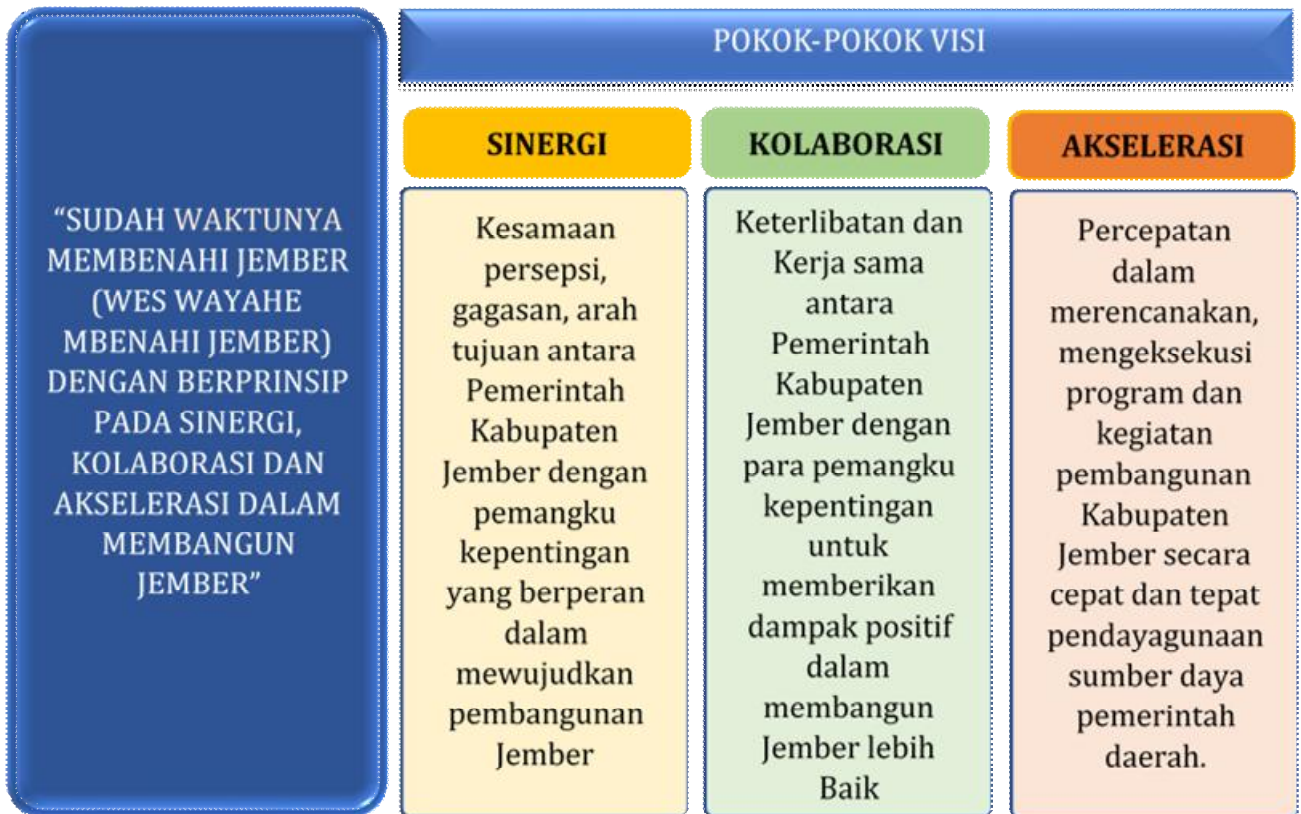 "SUDAH WAKTUNYA
MEMBENAHI JEMBER
(WES WAYAHE
MBENAHI JEMBER)
DENGAN BERPRINSIP
PADA SINERGI,
KOLABORASI DAN
AKSELERASI DALAM
MEMBANGUN
JEMBER"
POKOK-POKOK VISI
SINERGI
Kesamaan
persepsi,
gagasan, arah
tujuan antara
Pemerintah
Kabupaten
Jember dengan
pemangku
kepentingan
yang berperan
dalam
mewujudkan
pembangunan
Jember
KOLABORASI
Keterlibatan dan
Kerja sama
antara
Pemerintah
Kabupaten
Jember dengan
para pemangku
kepentingan
untuk
memberikan
dampak positif
dalam
membangun
Jember lebih
Baik
AKSELERASI
Percepatan
dalam
merencanakan,
mengeksekusi
program dan
kegiatan
pembangunan
Kabupaten
Jember secara
cepat dan tepat
pendayagunaan
sumber daya
pemerintah
daerah.